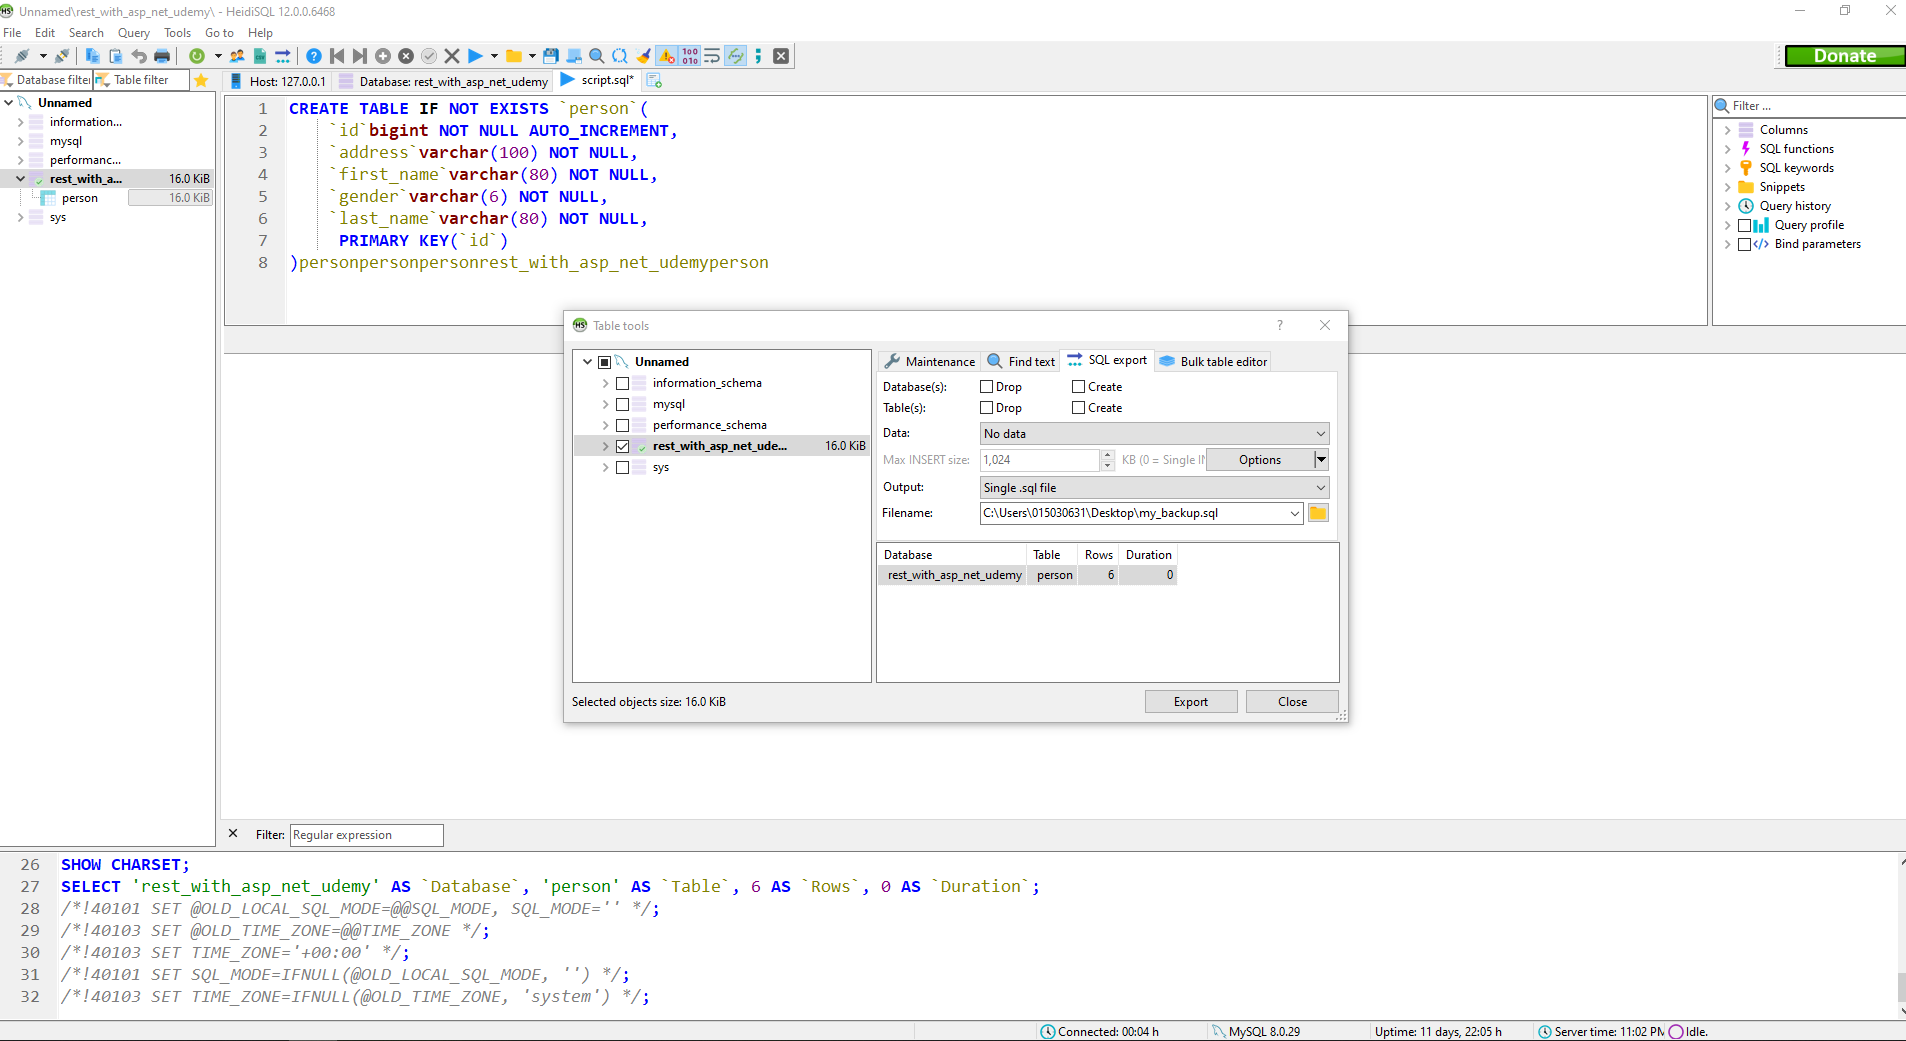 Unnamed\rest_with_asp_net_udemy\ - HeidiSQL 12.0.0.6468
File Edit Search Query Tools Go to Help
Donate
Database filte Table filter
Host: 127.0.0.1 Database: rest_with_asp_net_udemy script.sql*
Unnamed
information...
mysql
performanc...
rest_with_a... 16.0 KiB
person 16.0 KiB
sys
1 CREATE TABLE IF NOT EXISTS `person`(
2 `id`bigint NOT NULL AUTO_INCREMENT,
3 `address`varchar(100) NOT NULL,
4 `first_name`varchar(80) NOT NULL,
5 `gender`varchar(6) NOT NULL,
6 `last_name`varchar(80) NOT NULL,
7 PRIMARY KEY(`id`)
8 )personpersonpersonrest_with_asp_net_udemyperson
Filter ...
Columns
SQL functions
SQL keywords
Snippets
Query history
Query profile
Bind parameters
Table tools
Unnamed
information_schema
mysql
performance_schema
rest_with_asp_net_ude... 16.0 KiB
sys
Maintenance Find text SQL export Bulk table editor
Database(s): Drop Create
Table(s): Drop Create
Data: No data
Max INSERT size: 1,024 KB (0 = Single I Options
Output: Single .sql file
Filename: C:\Users\015030631\Desktop\my_backup.sql
Database Table Rows Duration
rest_with_asp_net_udemy person 6 0
Selected objects size: 16.0 KiB
Export Close
Filter: Regular expression
26 SHOW CHARSET;
27 SELECT 'rest_with_asp_net_udemy' AS `Database`, 'person' AS `Table`, 6 AS `Rows`, 0 AS `Duration`;
28 /*!40101 SET @OLD_LOCAL_SQL_MODE=@@SQL_MODE, SQL_MODE='' */;
29 /*!40103 SET @OLD_TIME_ZONE=@@TIME_ZONE */;
30 /*!40103 SET TIME_ZONE='+00:00' */;
31 /*!40101 SET SQL_MODE=IFNULL(@OLD_LOCAL_SQL_MODE, '') */;
32 /*!40103 SET TIME_ZONE=IFNULL(@OLD_TIME_ZONE, 'system') */;
Connected: 00:04 h MySQL 8.0.29 Uptime: 11 days, 22:05 h Server time: 11:02 PM Idle.